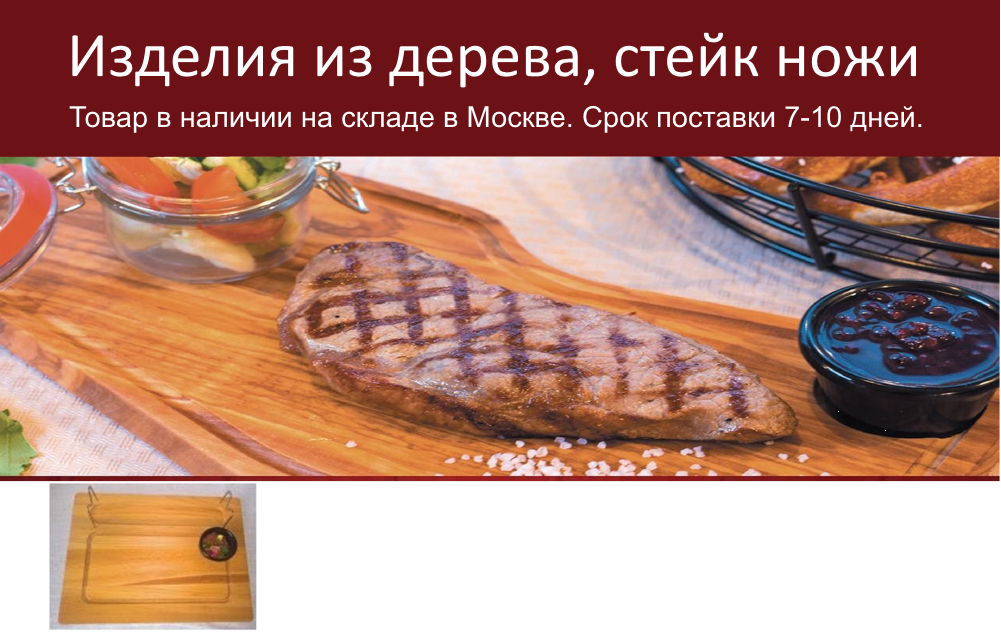 Изделия из дерева, стейк ножи
Товар в наличии на складе в Москве. Срок поставки 7-10 дней.